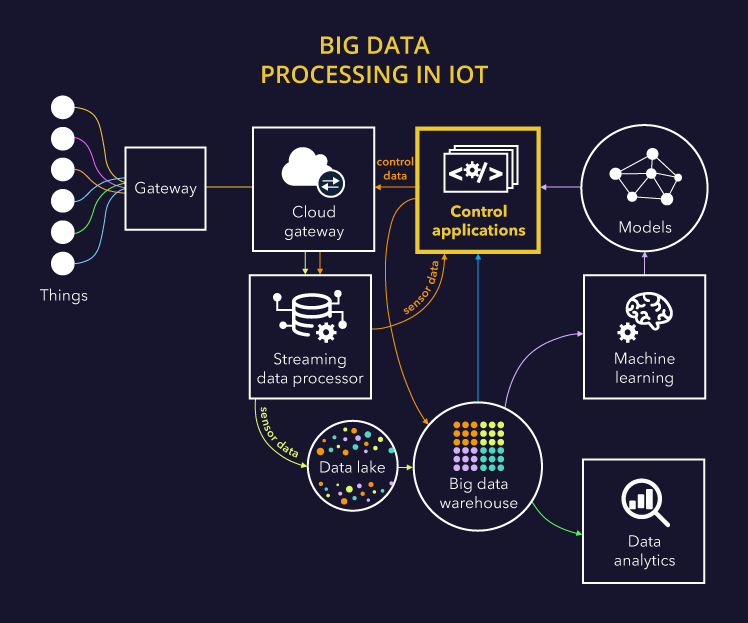 BIG DATA
PROCESSING IN IOT
Things
Gateway
Cloud
gateway
control
data
</>
Control
applications
Models
Streaming
data processor
sensor data
Machine
learning
sensor data
Data lake
Big data
warehouse
Data
analytics